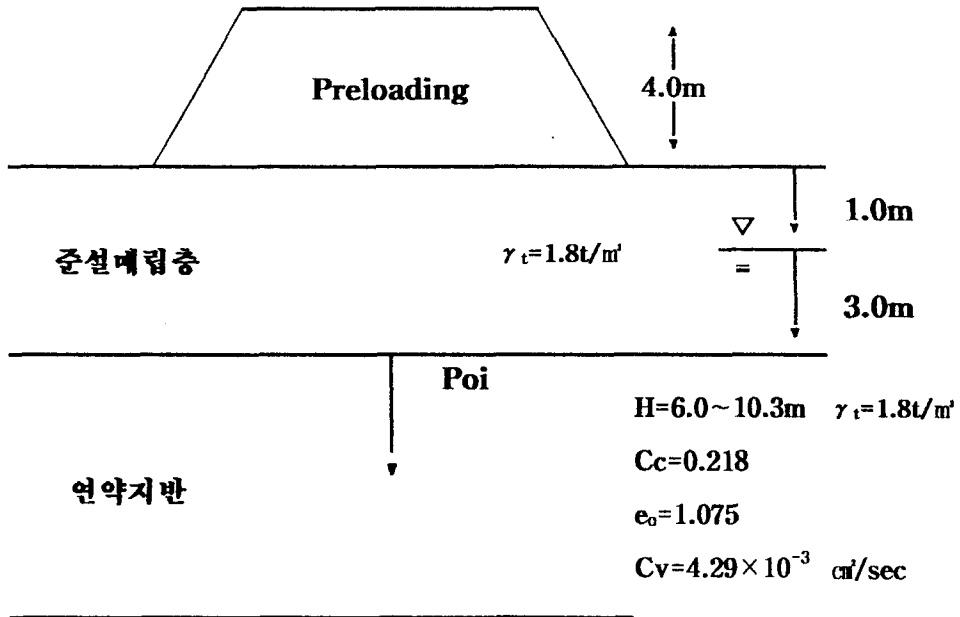 Preloading
4.0m
1.0m
▽
=
준설매립층
γt=1.8t/㎥
3.0m
Poi
H=6.0~10.3m γt=1.8t/㎥
Cc=0.218
연약지반
eo=1.075
Cv=4.29×10⁻³ ㎠/sec